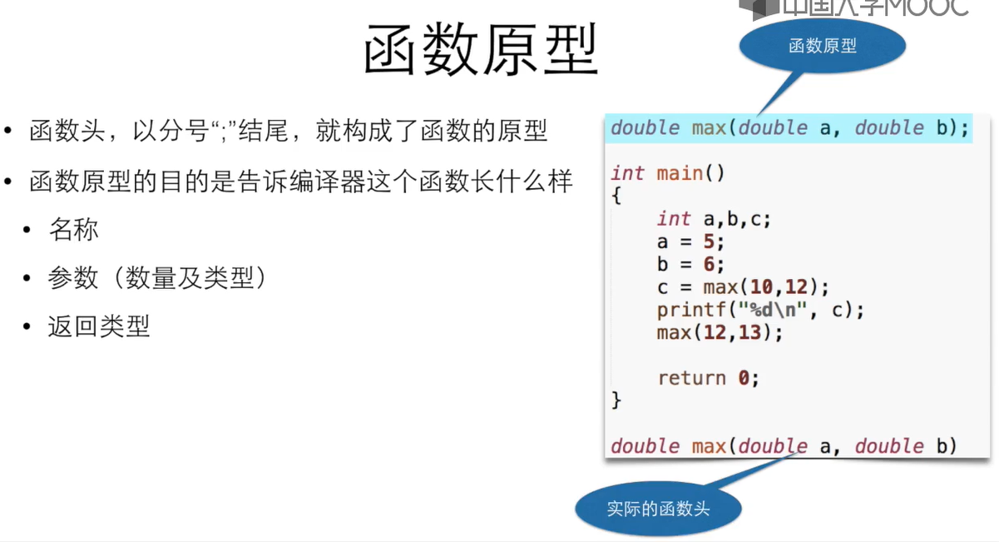 中国大学MOOC
函数原型
函数原型
• 函数头，以分号“;”结尾，就构成了函数的原型
• 函数原型的目的是告诉编译器这个函数长什么样
• 名称
• 参数（数量及类型）
• 返回类型
double max(double a, double b);
int main()
{
int a,b,c;
a = 5;
b = 6;
c = max(10,12);
printf("%d\n", c);
max(12,13);
return 0;
}
double max(double a, double b)
实际的函数头